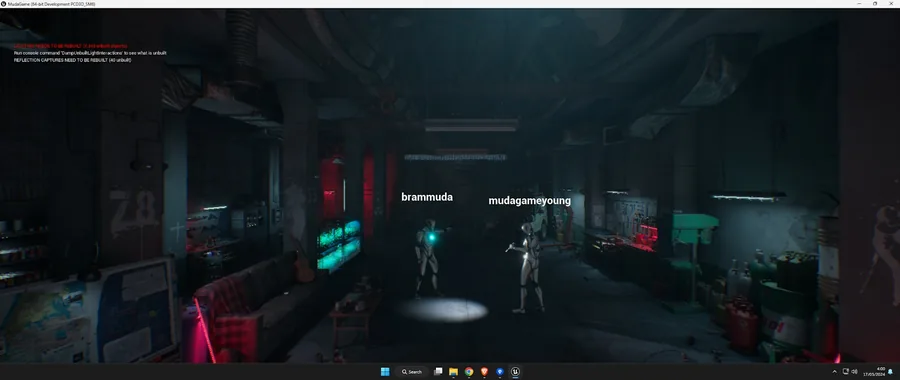 MudaGame (64-bit Development PCD3D_SM6)
Run console command 'DumpUnbuiltLightInteractions' to see what is unbuilt
REFLECTION CAPTURES NEED TO BE REBUILT (40 unbuilt)
brammuda
mudagameyoung
Z8
Search
4:00
17/05/2024